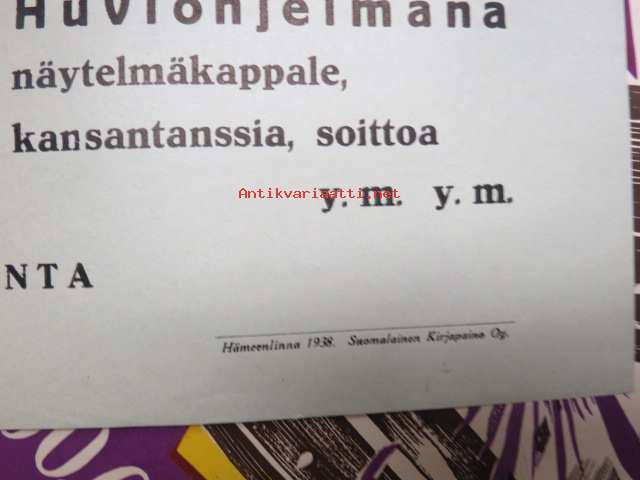 Huviohjelmana
näytelmäkappale,
kansantanssia, soittoa
y. m. y. m.
Antikvariaatti.net
NTA
Hämeenlinna 1938. Suomalainen Kirjapaino Oy.